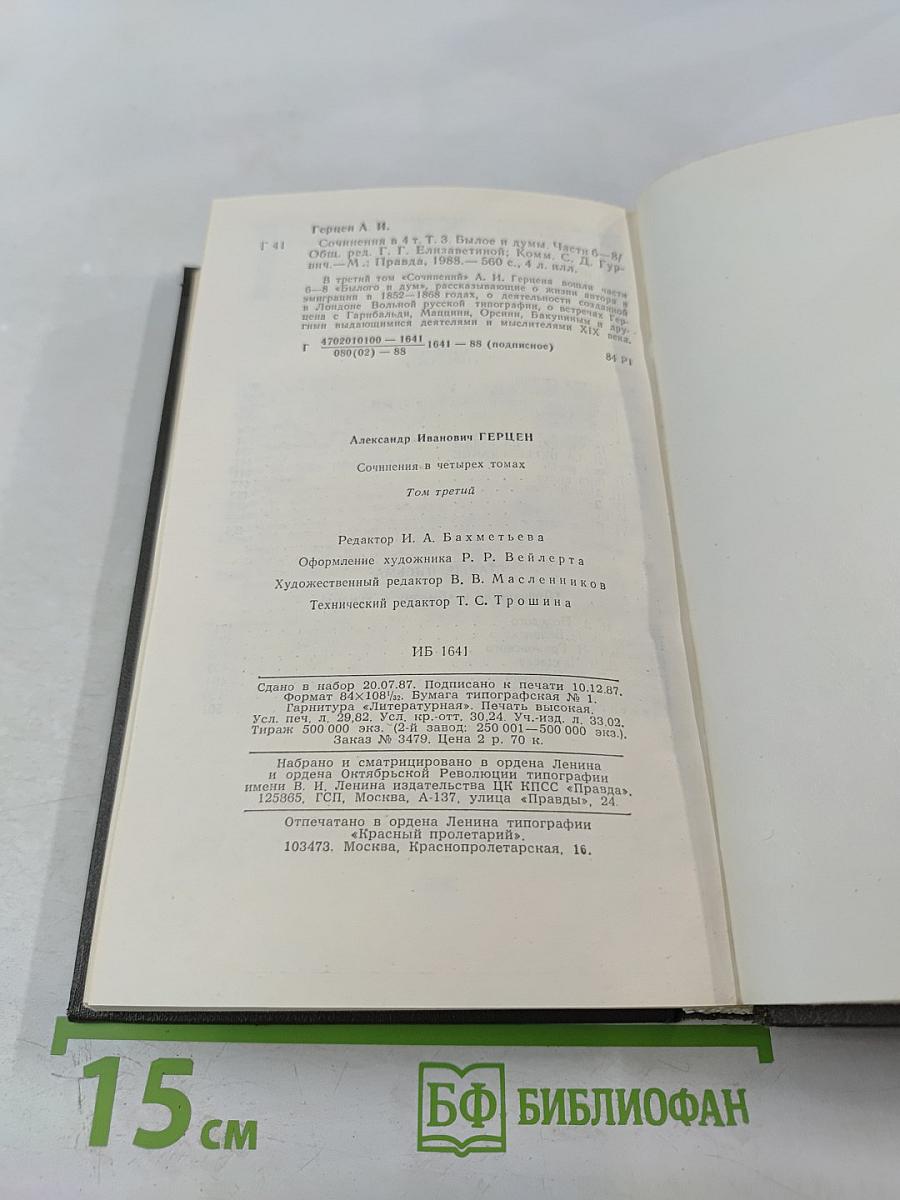 Герцен А. И.
Г 41
Сочинения в 4 т. Т. 3. Былое и думы. Части 6—8/
Общ. ред. Г. Г. Елизаветиной; Комм. С. Д. Гур-
вич.— М.: Правда, 1988.— 560 с., 4 л. илл.
В третий том «Сочинений» А. И. Герцена вошли части
6—8 «Былого и дум», рассказывающие о жизни автора в
эмиграции в 1852—1868 годах, о деятельности созданной
в Лондоне Вольной русской типографии, о встречах Гер-
цена с Гарибальди, Маццини, Орсини, Бакуниным и дру-
гими выдающимися деятелями и мыслителями XIX века.
Г 4702010100 — 1641
080(02) — 88 1641 — 88 (подписное)
84 Р1
Александр Иванович ГЕРЦЕН
Сочинения в четырех томах
Том третий
Редактор И. А. Бахметьева
Оформление художника Р. Р. Вейлерта
Художественный редактор В. В. Масленников
Технический редактор Т. С. Трошина
ИБ 1641
Сдано в набор 20.07.87. Подписано к печати 10.12.87.
Формат 84×108¹/₃₂. Бумага типографская № 1.
Гарнитура «Литературная». Печать высокая.
Усл. печ. л. 29,82. Усл. кр.-отт. 30,24. Уч.-изд. л. 33,02.
Тираж 500 000 экз. (2-й завод: 250 001—500 000 экз.).
Заказ № 3479. Цена 2 р. 70 к.
Набрано и сматрицировано в ордена Ленина
и ордена Октябрьской Революции типографии
имени В. И. Ленина издательства ЦК КПСС «Правда».
125865, ГСП, Москва, А-137, улица «Правды», 24.
Отпечатано в ордена Ленина типографии
«Красный пролетарий».
103473. Москва, Краснопролетарская, 16.
15 см
БФ БИБЛИОФАН